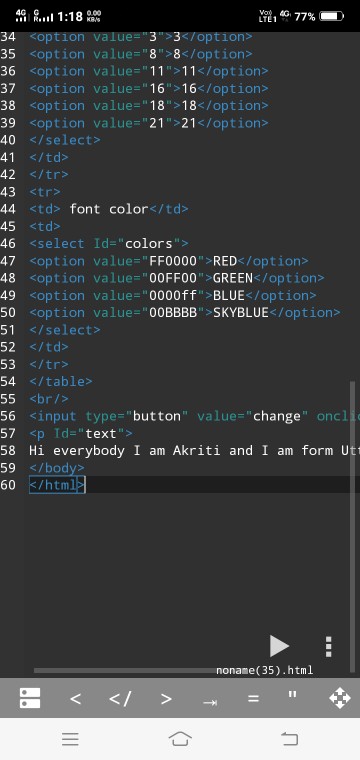 4G R 1:18 0.00 KB/s Vo) LTE1 4G 77%
34 <option value="3">3</option>
35 <option value="8">8</option>
36 <option value="11">11</option>
37 <option value="16">16</option>
38 <option value="18">18</option>
39 <option value="21">21</option>
40 </select>
41 </td>
42 </tr>
43 <tr>
44 <td> font color</td>
45 <td>
46 <select Id="colors">
47 <option value="FF0000">RED</option>
48 <option value="00FF00">GREEN</option>
49 <option value="0000ff">BLUE</option>
50 <option value="00BBBB">SKYBLUE</option>
51 </select>
52 </td>
53 </tr>
54 </table>
55 <br/>
56 <input type="button" value="change" onclic
57 <p Id="text">
58 Hi everybody I am Akriti and I am form Utt
59 </body>
60 </html>
noname(35).html
< </ > = "